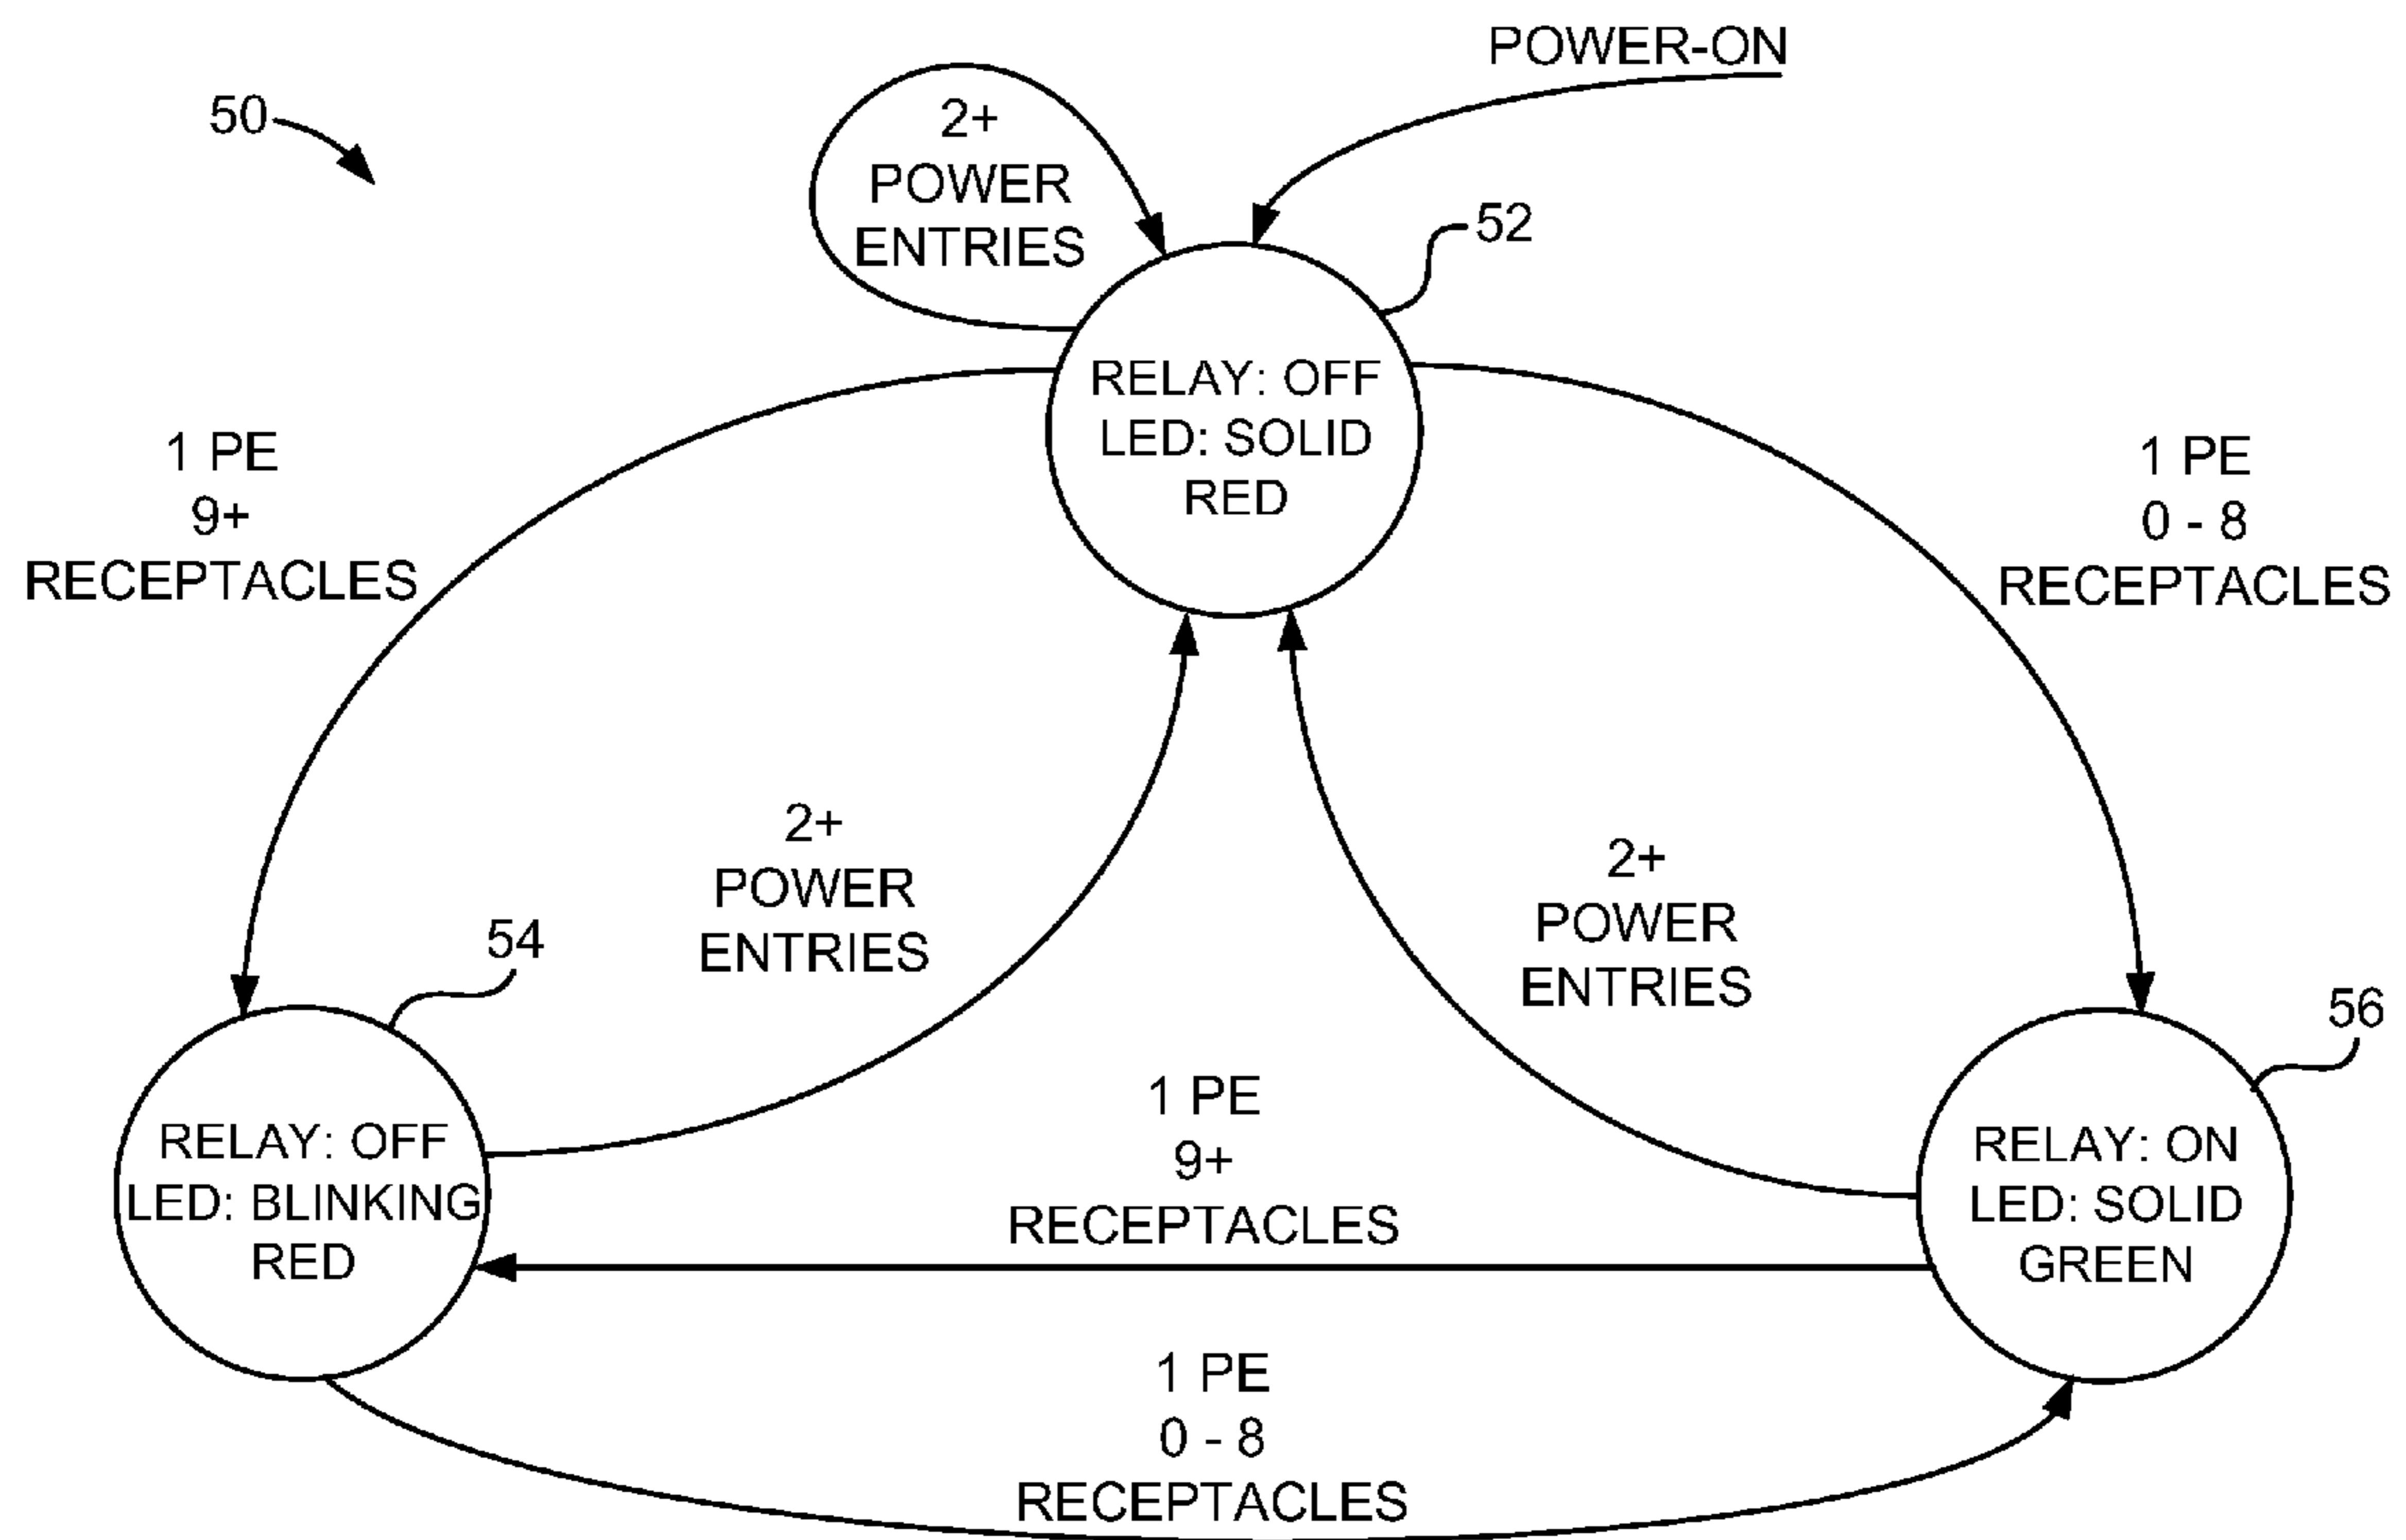 POWER-ON
50
2+
POWER
ENTRIES
52
RELAY: OFF
LED: SOLID
RED
1 PE
9+
RECEPTACLES
1 PE
0 - 8
RECEPTACLES
2+
POWER
ENTRIES
2+
POWER
ENTRIES
54
56
RELAY: OFF
LED: BLINKING
RED
1 PE
9+
RECEPTACLES
RELAY: ON
LED: SOLID
GREEN
1 PE
0 - 8
RECEPTACLES